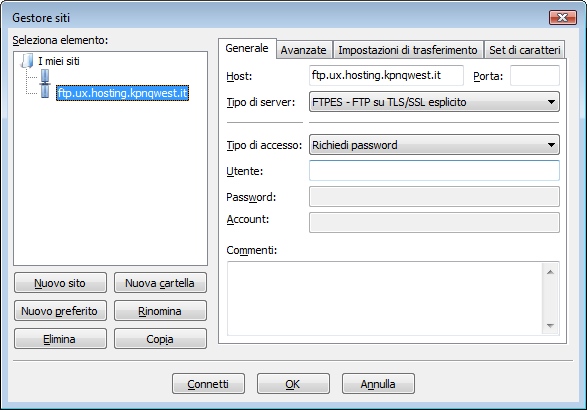 Gestore siti
Seleziona elemento:
I miei siti
ftp.ux.hosting.kpnqwest.it
Nuovo sito
Nuova cartella
Nuovo preferito
Rinomina
Elimina
Copia
Generale
Avanzate
Impostazioni di trasferimento
Set di caratteri
Host:
ftp.ux.hosting.kpnqwest.it
Porta:
Tipo di server:
FTPES - FTP su TLS/SSL esplicito
Tipo di accesso:
Richiedi password
Utente:
Password:
Account:
Commenti:
Connetti
OK
Annulla